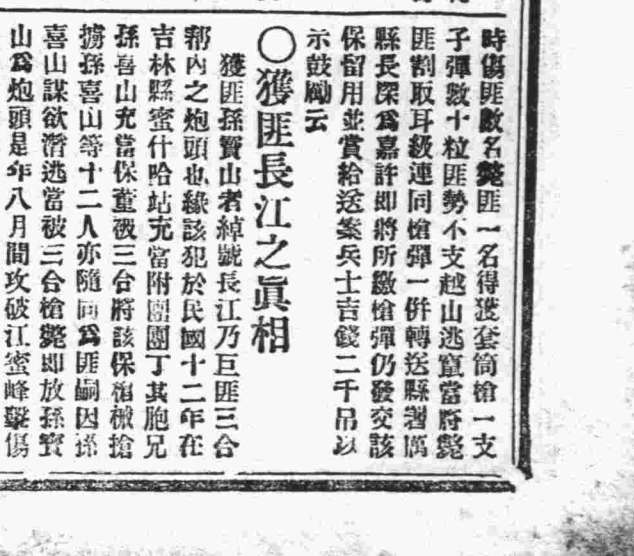 時傷匪數名斃匪一名得獲套筒槍一支
子彈數十粒匪勢不支越山逃竄當將斃
匪割取耳級連同槍彈一併轉送縣署厲
縣長深爲嘉許即將所繳槍彈仍發交該
保留用並賞給送案兵士吉錢二千吊以
示鼓勵云
○獲匪長江之眞相
獲匪孫寶山者綽號長江乃巨匪三合
幫內之炮頭也緣該犯於民國十二年在
吉林縣蜜什哈站充當附團團丁其胞兄
孫喜山充當保董被三合將該保槍械搶
擄孫喜山等十二人亦隨同爲匪嗣因孫
喜山謀欲潛逃當被三合槍斃即放孫寶
山爲炮頭是年八月間攻破江蜜峰擊傷